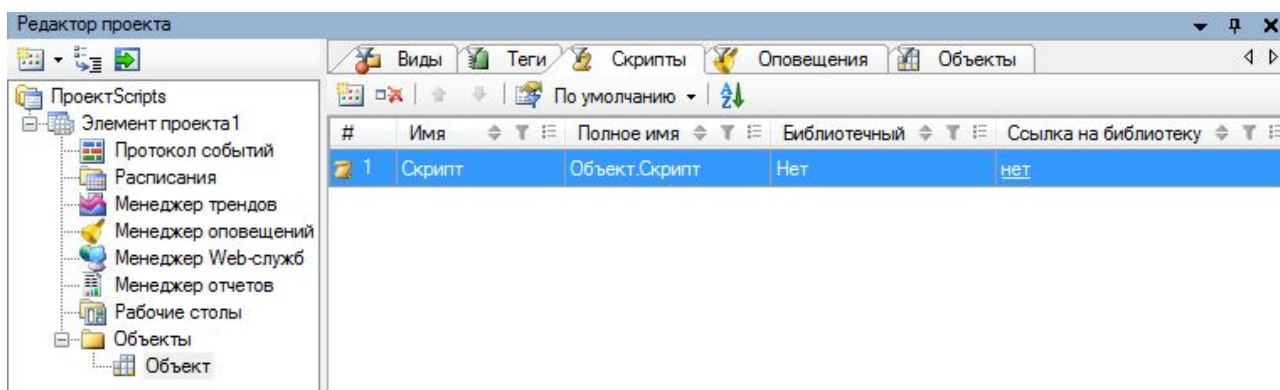 Редактор проекта
Виды Теги Скрипты Оповещения Объекты
По умолчанию
ПроектScripts
Элемент проекта1
Протокол событий
Расписания
Менеджер трендов
Менеджер оповещений
Менеджер Web-служб
Менеджер отчетов
Рабочие столы
Объекты
Объект
# Имя Полное имя Библиотечный Ссылка на библиотеку
1 Скрипт Объект.Скрипт Нет нет